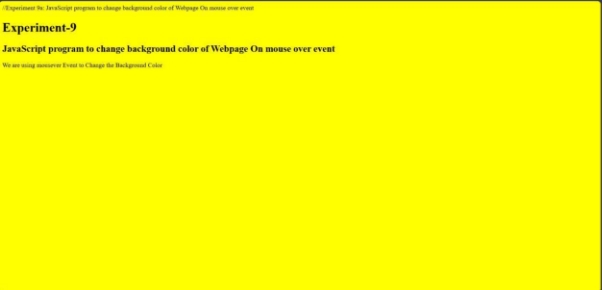 //Experiment 9a: JavaScript program to change background color of Webpage On mouse over event
Experiment-9
JavaScript program to change background color of Webpage On mouse over event
We are using mouseover Event to Change the Background Color